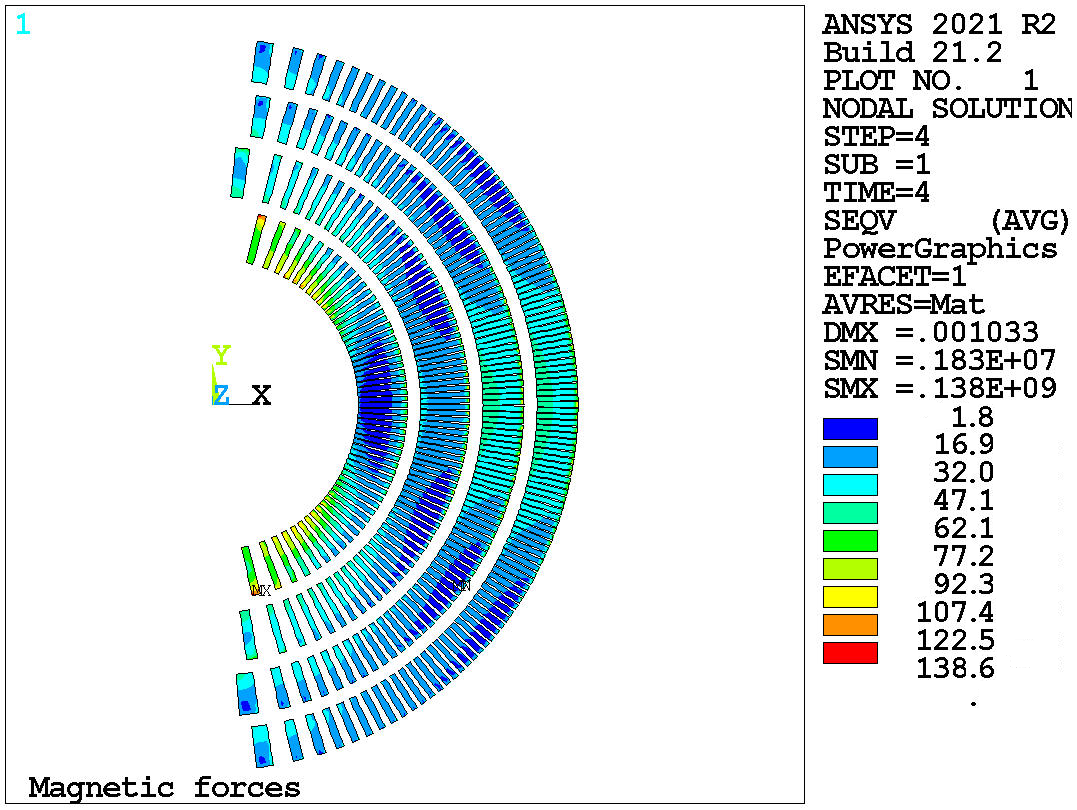 1
ANSYS 2021 R2
Build 21.2
PLOT NO. 1
NODAL SOLUTION
STEP=4
SUB =1
TIME=4
SEQV (AVG)
PowerGraphics
EFACET=1
AVRES=Mat
DMX =.001033
SMN =.183E+07
SMX =.138E+09
1.8
16.9
32.0
47.1
62.1
77.2
92.3
107.4
122.5
138.6
.
Y
Z X
MX
Magnetic forces